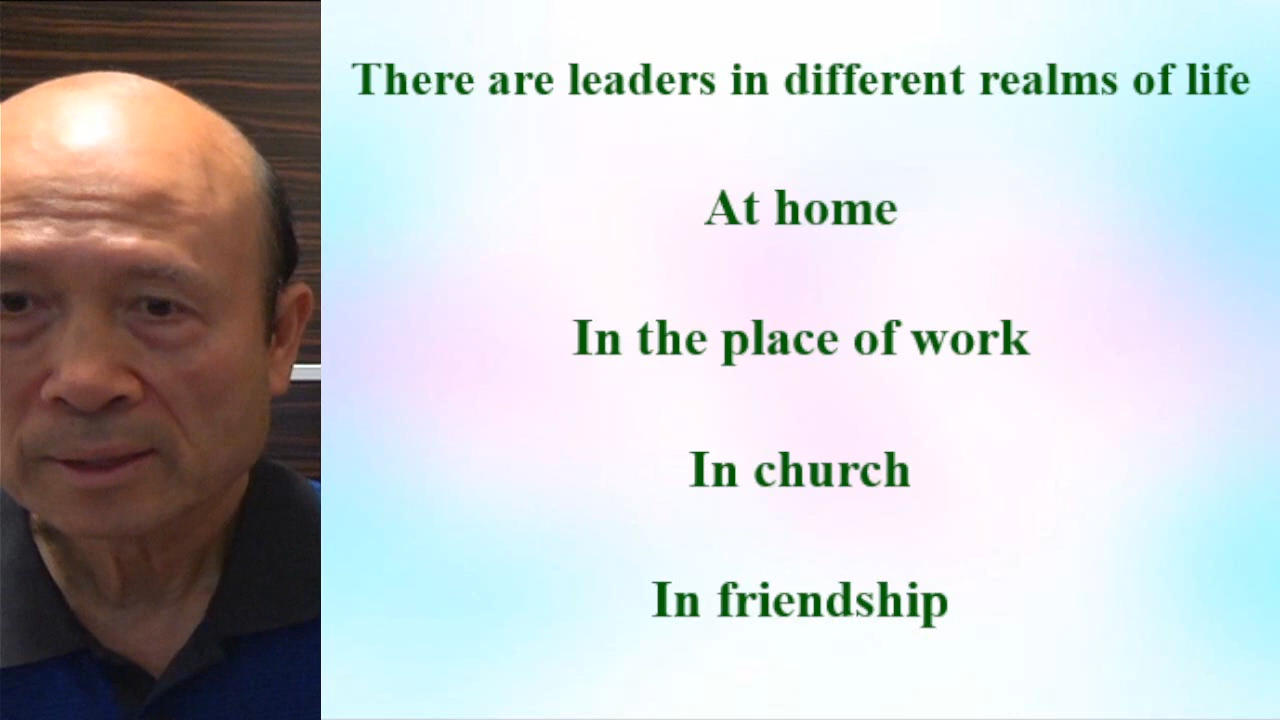 There are leaders in different realms of life
At home
In the place of work
In church
In friendship